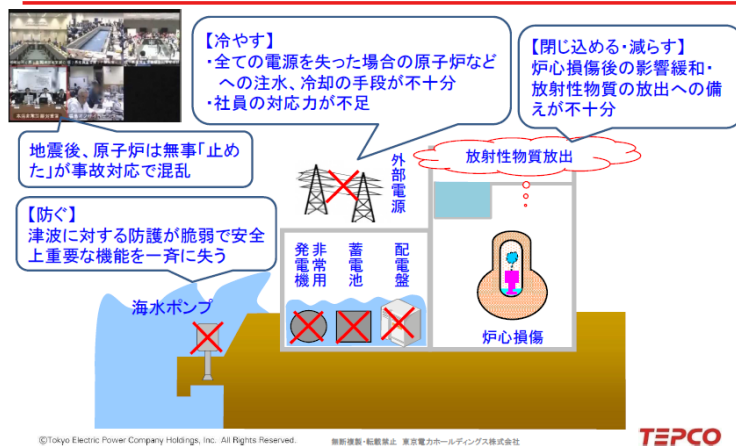 【冷やす】
・全ての電源を失った場合の原子炉など
への注水、冷却の手段が不十分
・社員の対応力が不足
【閉じ込める・減らす】
炉心損傷後の影響緩和・
放射性物質の放出への備
えが不十分
地震後、原子炉は無事「止め
た」が事故対応で混乱
外部電源
放射性物質放出
【防ぐ】
津波に対する防護が脆弱で安全
上重要な機能を一斉に失う
非常用
発電機
蓄電池
配電盤
海水ポンプ
炉心損傷
©Tokyo Electric Power Company Holdings, Inc. All Rights Reserved.
無断複製・転載禁止 東京電力ホールディングス株式会社
TEPCO